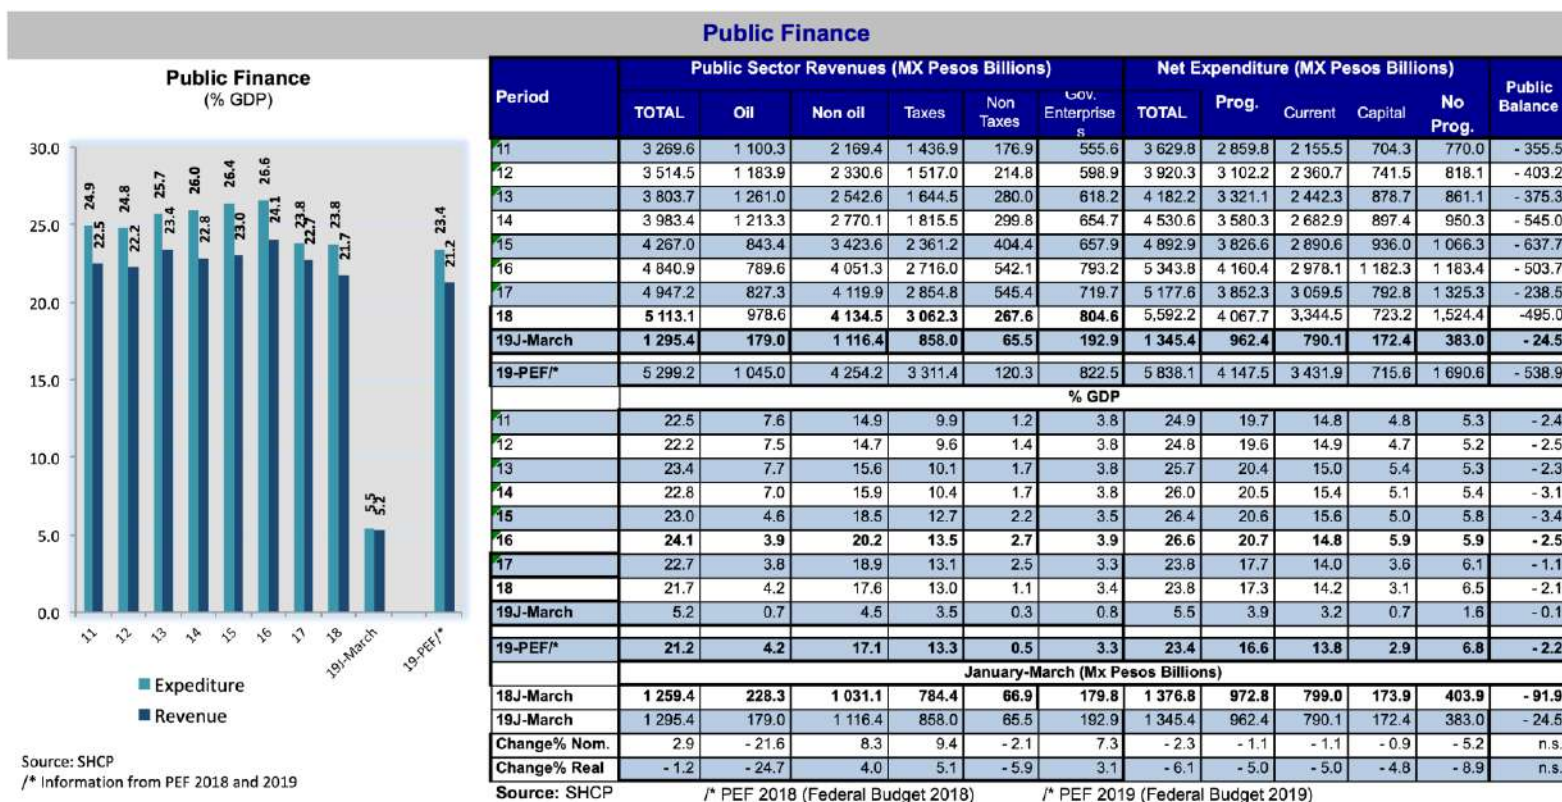 Public Finance
Public Finance
(% GDP)
30.0
25.0
20.0
15.0
10.0
5.0
0.0
24.9 22.5 24.8 22.2 25.7 23.4 26.0 22.8 26.4 23.0 26.6 24.1 23.8 22.7 23.8 21.7 5.5 5.2 23.4 21.2
11 12 13 14 15 16 17 18 19J-March 19-PEF/*
Expediture
Revenue
Source: SHCP
/* Information from PEF 2018 and 2019
Period Public Sector Revenues (MX Pesos Billions) Net Expenditure (MX Pesos Billions) Public Balance
TOTAL Oil Non oil Taxes Non Taxes Gov. Enterprises TOTAL Prog. Current Capital No Prog.
11 3 269.6 1 100.3 2 169.4 1 436.9 176.9 555.6 3 629.8 2 859.8 2 155.5 704.3 770.0 - 355.5
12 3 514.5 1 183.9 2 330.6 1 517.0 214.8 598.9 3 920.3 3 102.2 2 360.7 741.5 818.1 - 403.2
13 3 803.7 1 261.0 2 542.6 1 644.5 280.0 618.2 4 182.2 3 321.1 2 442.3 878.7 861.1 - 375.3
14 3 983.4 1 213.3 2 770.1 1 815.5 299.8 654.7 4 530.6 3 580.3 2 682.9 897.4 950.3 - 545.0
15 4 267.0 843.4 3 423.6 2 361.2 404.4 657.9 4 892.9 3 826.6 2 890.6 936.0 1 066.3 - 637.7
16 4 840.9 789.6 4 051.3 2 716.0 542.1 793.2 5 343.8 4 160.4 2 978.1 1 182.3 1 183.4 - 503.7
17 4 947.2 827.3 4 119.9 2 854.8 545.4 719.7 5 177.6 3 852.3 3 059.5 792.8 1 325.3 - 238.5
18 5 113.1 978.6 4 134.5 3 062.3 267.6 804.6 5,592.2 4 067.7 3,344.5 723.2 1,524.4 -495.0
19J-March 1 295.4 179.0 1 116.4 858.0 65.5 192.9 1 345.4 962.4 790.1 172.4 383.0 - 24.5
19-PEF/* 5 299.2 1 045.0 4 254.2 3 311.4 120.3 822.5 5 838.1 4 147.5 3 431.9 715.6 1 690.6 - 538.9
% GDP
11 22.5 7.6 14.9 9.9 1.2 3.8 24.9 19.7 14.8 4.8 5.3 - 2.4
12 22.2 7.5 14.7 9.6 1.4 3.8 24.8 19.6 14.9 4.7 5.2 - 2.5
13 23.4 7.7 15.6 10.1 1.7 3.8 25.7 20.4 15.0 5.4 5.3 - 2.3
14 22.8 7.0 15.9 10.4 1.7 3.8 26.0 20.5 15.4 5.1 5.4 - 3.1
15 23.0 4.6 18.5 12.7 2.2 3.5 26.4 20.6 15.6 5.0 5.8 - 3.4
16 24.1 3.9 20.2 13.5 2.7 3.9 26.6 20.7 14.8 5.9 5.9 - 2.5
17 22.7 3.8 18.9 13.1 2.5 3.3 23.8 17.7 14.0 3.6 6.1 - 1.1
18 21.7 4.2 17.6 13.0 1.1 3.4 23.8 17.3 14.2 3.1 6.5 - 2.1
19J-March 5.2 0.7 4.5 3.5 0.3 0.8 5.5 3.9 3.2 0.7 1.6 - 0.1
19-PEF/* 21.2 4.2 17.1 13.3 0.5 3.3 23.4 16.6 13.8 2.9 6.8 - 2.2
January-March (Mx Pesos Billions)
18J-March 1 259.4 228.3 1 031.1 784.4 66.9 179.8 1 376.8 972.8 799.0 173.9 403.9 - 91.9
19J-March 1 295.4 179.0 1 116.4 858.0 65.5 192.9 1 345.4 962.4 790.1 172.4 383.0 - 24.5
Change% Nom. 2.9 - 21.6 8.3 9.4 - 2.1 7.3 - 2.3 - 1.1 - 1.1 - 0.9 - 5.2 n.s.
Change% Real - 1.2 - 24.7 4.0 5.1 - 5.9 3.1 - 6.1 - 5.0 - 5.0 - 4.8 - 8.9 n.s.
Source: SHCP /* PEF 2018 (Federal Budget 2018) /* PEF 2019 (Federal Budget 2019)